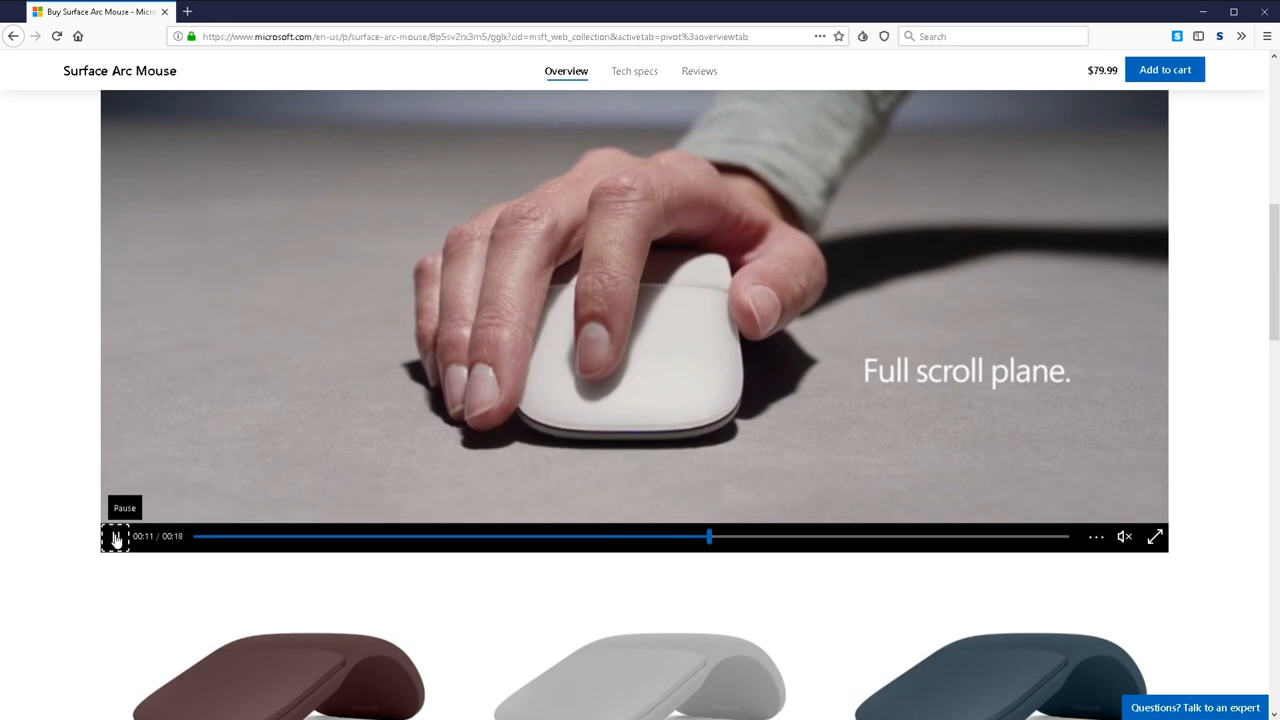 Buy Surface Arc Mouse - Micro
https://www.microsoft.com/en-us/p/surface-arc-mouse/8p5sv2rx3m5/gglx?cid=msft_web_collection&activetab=pivot%3aoverviewtab
Search
Surface Arc Mouse
Overview
Tech specs
Reviews
$79.99
Add to cart
Full scroll plane.
Pause
00:11 / 00:18
Questions? Talk to an expert